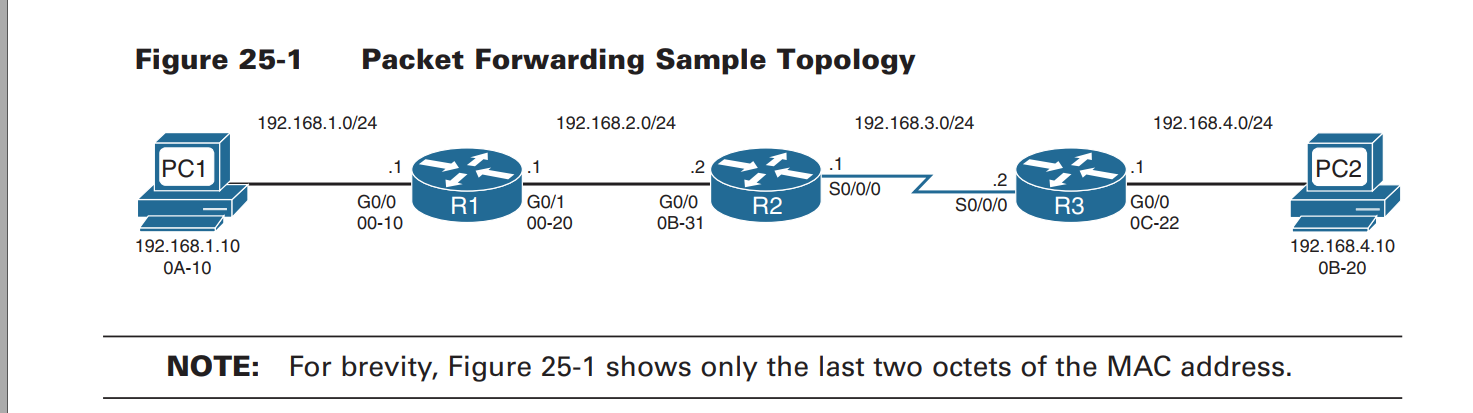 Figure 25-1 Packet Forwarding Sample Topology
192.168.1.0/24 192.168.2.0/24 192.168.3.0/24 192.168.4.0/24
PC1 .1 .1 .2 .1 .2 .1 PC2
S0/0/0 S0/0/0
G0/0 R1 G0/1 G0/0 R2 R3 G0/0
00-10 00-20 0B-31 0C-22
192.168.1.10 192.168.4.10
0A-10 0B-20
NOTE: For brevity, Figure 25-1 shows only the last two octets of the MAC address.